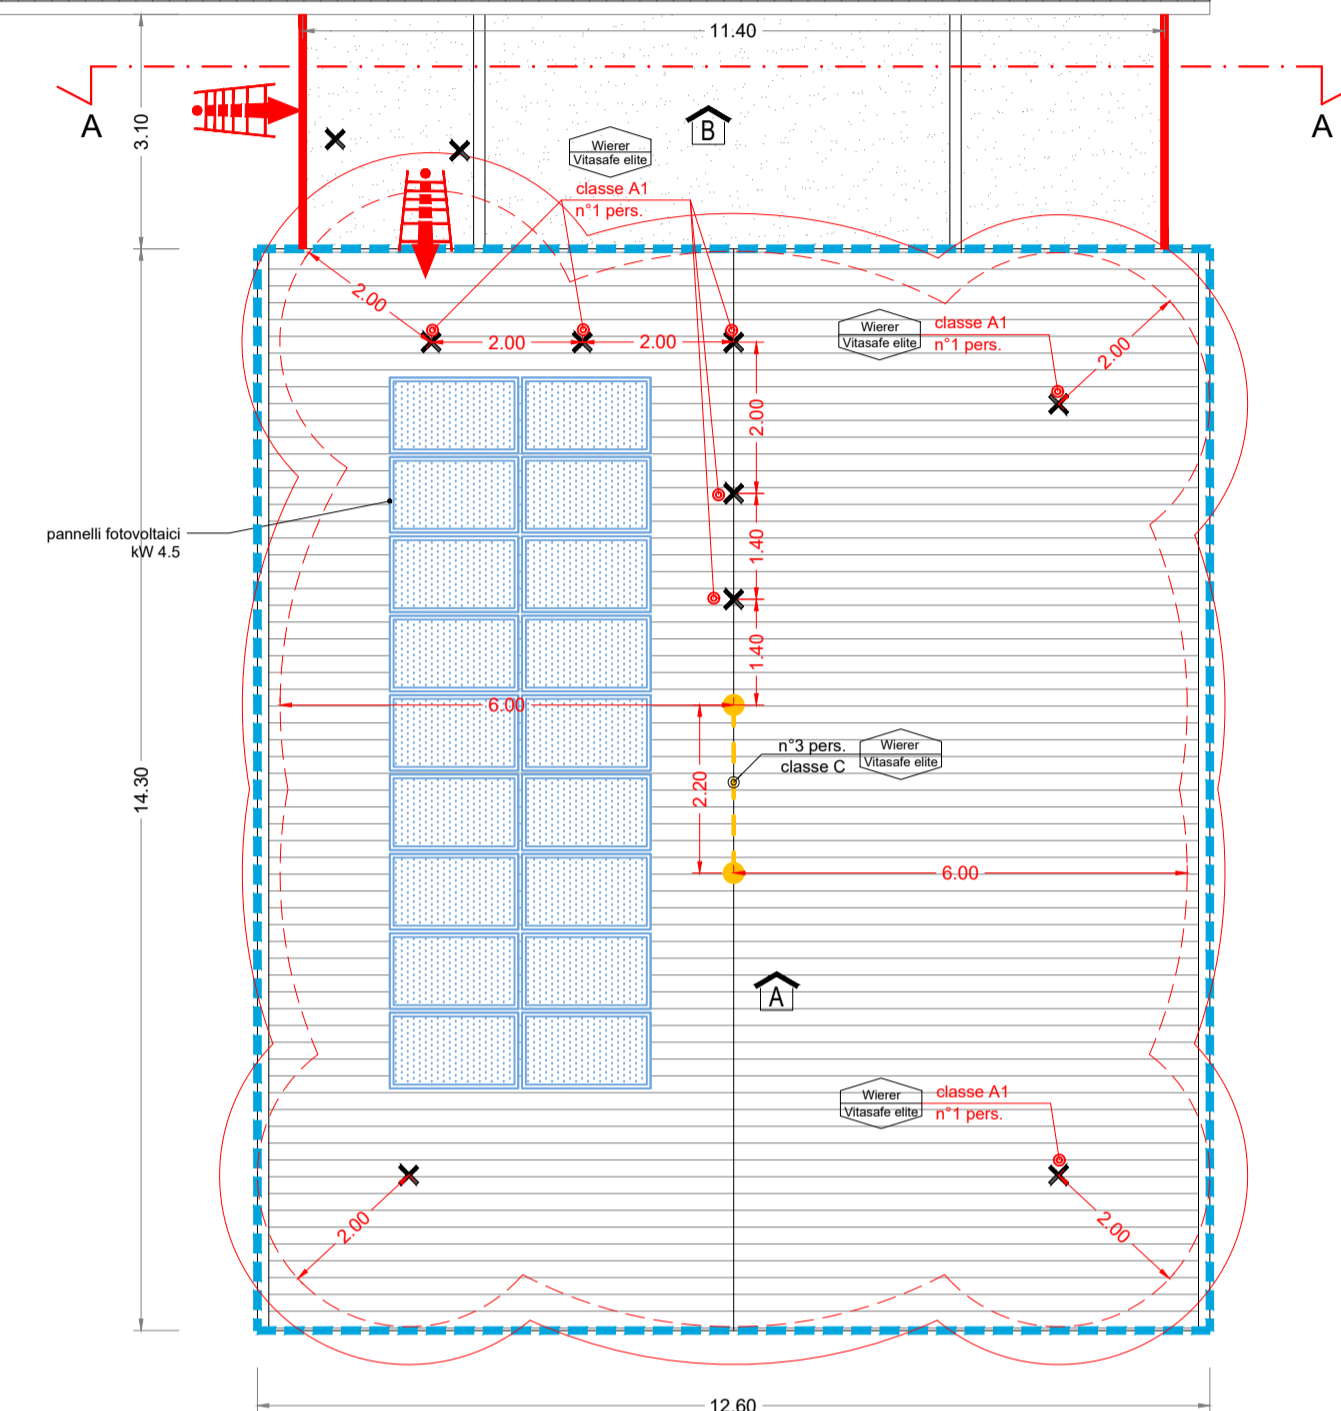 11.40
A
A
3.10
B
Wierer
Vitasafe elite
classe A1
n°1 pers.
2.00
2.00
2.00
Wierer
Vitasafe elite
classe A1
n°1 pers.
2.00
2.00
pannelli fotovoltaici
kW 4.5
1.40
1.40
6.00
n°3 pers.
classe C
Wierer
Vitasafe elite
2.20
14.30
6.00
A
Wierer
Vitasafe elite
classe A1
n°1 pers.
2.00
2.00
12.60